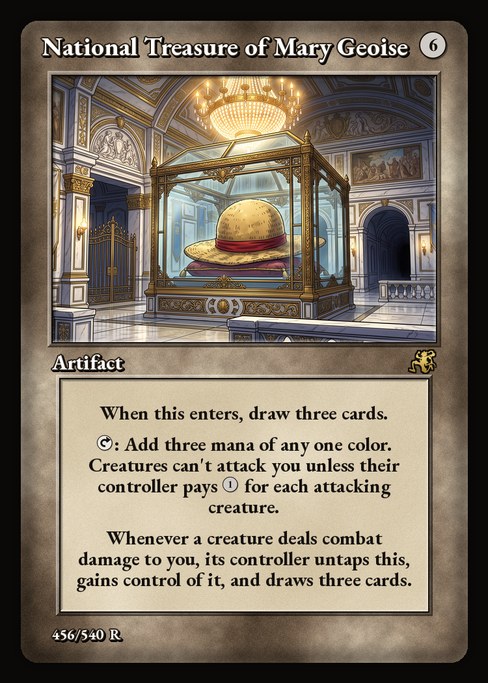 National Treasure of Mary Geoise 6
Artifact
When this enters, draw three cards.
: Add three mana of any one color.
Creatures can't attack you unless their
controller pays 1 for each attacking
creature.
Whenever a creature deals combat
damage to you, its controller untaps this,
gains control of it, and draws three cards.
456/540 R